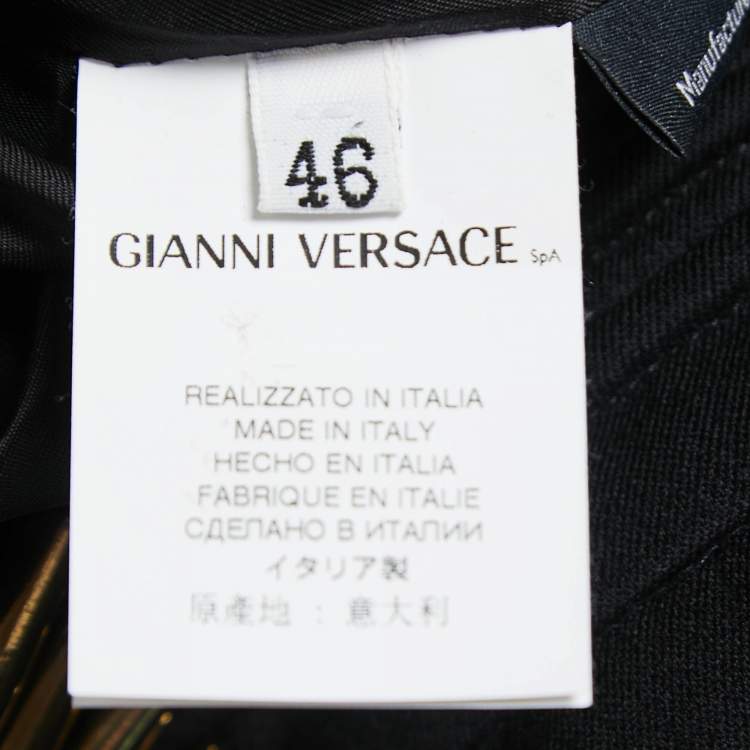 Manufactur
46
GIANNI VERSACE SpA
REALIZZATO IN ITALIA
MADE IN ITALY
HECHO EN ITALIA
FABRIQUE EN ITALIE
СДЕЛАНО В ИТАЛИИ
イタリア製
原產地 : 意大利